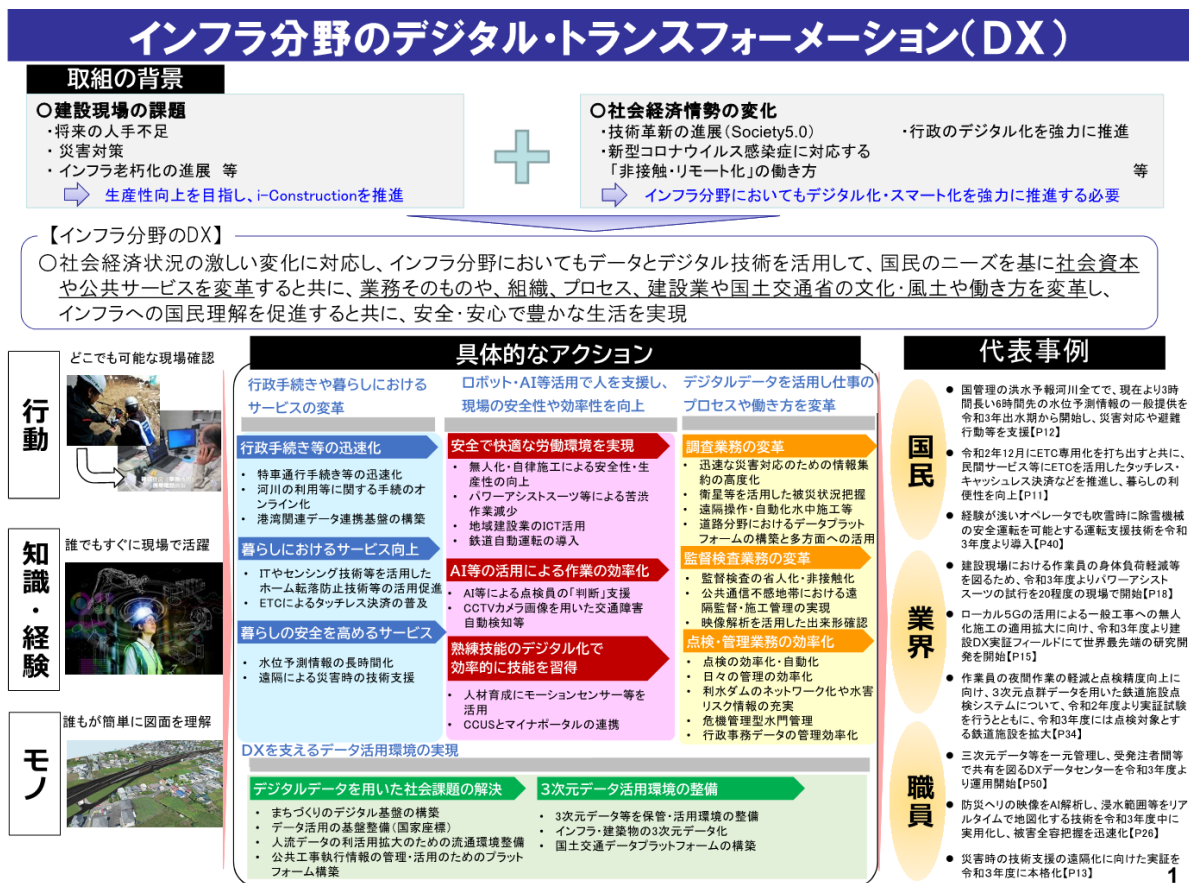 インフラ分野のデジタル・トランスフォーメーション(DX)
取組の背景
○建設現場の課題
・将来の人手不足
・災害対策
・インフラ老朽化の進展 等
生産性向上を目指し、i-Constructionを推進
○社会経済情勢の変化
・技術革新の進展(Society5.0) ・行政のデジタル化を強力に推進
・新型コロナウイルス感染症に対応する
「非接触・リモート化」の働き方 等
インフラ分野においてもデジタル化・スマート化を強力に推進する必要
【インフラ分野のDX】
○社会経済状況の激しい変化に対応し、インフラ分野においてもデータとデジタル技術を活用して、国民のニーズを基に社会資本
や公共サービスを変革すると共に、業務そのものや、組織、プロセス、建設業や国土交通省の文化・風土や働き方を変革し、
インフラへの国民理解を促進すると共に、安全・安心で豊かな生活を実現
行動
どこでも可能な現場確認
知識・経験
誰でもすぐに現場で活躍
モノ
誰もが簡単に図面を理解
具体的なアクション
行政手続きや暮らしにおける
サービスの変革
行政手続き等の迅速化
• 特車通行手続き等の迅速化
• 河川の利用等に関する手続のオ
ンライン化
• 港湾関連データ連携基盤の構築
暮らしにおけるサービス向上
• ITやセンシング技術等を活用した
ホーム転落防止技術等の活用促進
• ETCによるタッチレス決済の普及
暮らしの安全を高めるサービス
• 水位予測情報の長時間化
• 遠隔による災害時の技術支援
ロボット・AI等活用で人を支援し、
現場の安全性や効率性を向上
安全で快適な労働環境を実現
• 無人化・自律施工による安全性・生
産性の向上
• パワーアシストスーツ等による苦渋
作業減少
• 地域建設業のICT活用
• 鉄道自動運転の導入
AI等の活用による作業の効率化
• AI等による点検員の「判断」支援
• CCTVカメラ画像を用いた交通障害
自動検知等
熟練技能のデジタル化で
効率的に技能を習得
• 人材育成にモーションセンサー等を
活用
• CCUSとマイナポータルの連携
デジタルデータを活用し仕事の
プロセスや働き方を変革
調査業務の変革
• 迅速な災害対応のための情報集
約の高度化
• 衛星等を活用した被災状況把握
• 遠隔操作・自動化水中施工等
• 道路分野におけるデータプラット
フォームの構築と多方面への活用
監督検査業務の変革
• 監督検査の省人化・非接触化
• 公共通信不感地帯における遠
隔監督・施工管理の実現
• 映像解析を活用した出来形確認
点検・管理業務の効率化
• 点検の効率化・自動化
• 日々の管理の効率化
• 利水ダムのネットワーク化や水害
リスク情報の充実
• 危機管理型水門管理
• 行政事務データの管理効率化
DXを支えるデータ活用環境の実現
デジタルデータを用いた社会課題の解決
• まちづくりのデジタル基盤の構築
• データ活用の基盤整備(国家座標)
• 人流データの利活用拡大のための流通環境整備
• 公共工事執行情報の管理・活用のためのプラット
フォーム構築
3次元データ活用環境の整備
• 3次元データ等を保管・活用環境の整備
• インフラ・建築物の3次元データ化
• 国土交通データプラットフォームの構築
代表事例
国民
● 国管理の洪水予報河川全てで、現在より3時
間長い6時間先の水位予測情報の一般提供を
令和3年出水期から開始し、災害対応や避難
行動等を支援【P12】
● 令和2年12月にETC専用化を打ち出すと共に、
民間サービス等にETCを活用したタッチレス・
キャッシュレス決済などを推進し、暮らしの利
便性を向上【P11】
● 経験が浅いオペレータでも吹雪時に除雪機械
の安全運転を可能とする運転支援技術を令和
3年度より導入【P40】
業界
● 建設現場における作業員の身体負荷軽減等
を図るため、令和3年度よりパワーアシスト
スーツの試行を20程度の現場で開始【P18】
● ローカル5Gの活用による一般工事への無人
化施工の適用拡大に向け、令和3年度より建
設DX実証フィールドにて世界最先端の研究開
発を開始【P15】
● 作業員の夜間作業の軽減と点検精度向上に
向け、3次元点群データを用いた鉄道施設点
検システムについて、令和2年度より実証試験
を行うとともに、令和3年度には点検対象とす
る鉄道施設を拡大【P34】
職員
● 三次元データ等を一元管理し、受発注者間等
で共有を図るDXデータセンターを令和3年度よ
り運用開始【P50】
● 防災ヘリの映像をAI解析し、浸水範囲等をリア
ルタイムで地図化する技術を令和3年度中に
実用化し、被害全容把握を迅速化【P26】
● 災害時の技術支援の遠隔化に向けた実証を
令和3年度に本格化【P13】
1